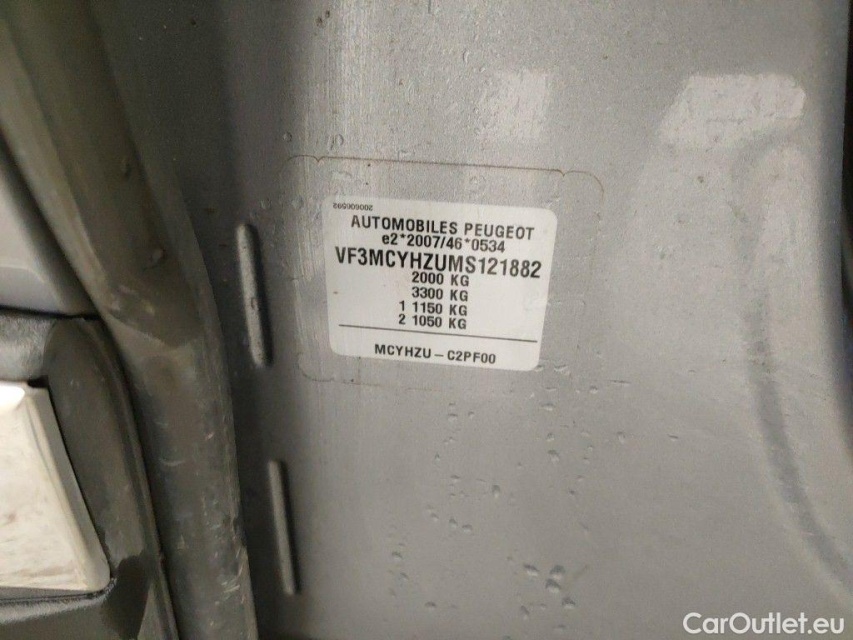 200600592
AUTOMOBILES PEUGEOT
e2*2007/46*0534
VF3MCYHZUMS121882
2000 KG
3300 KG
1 1150 KG
2 1050 KG
MCYHZU - C2PF00
CarOutlet.eu